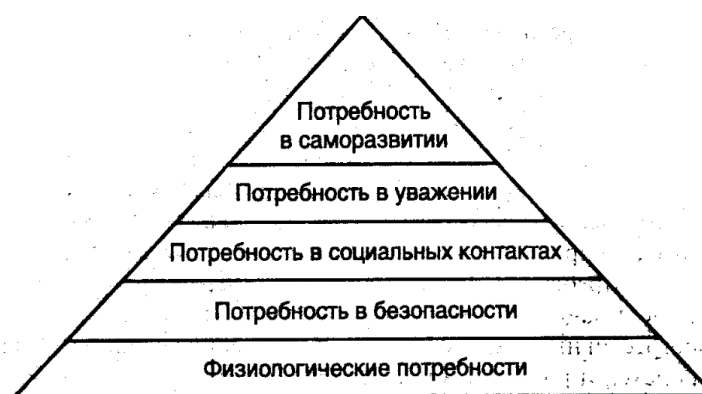 Потребность
в саморазвитии
Потребность в уважении
Потребность в социальных контактах
Потребность в безопасности
Физиологические потребности